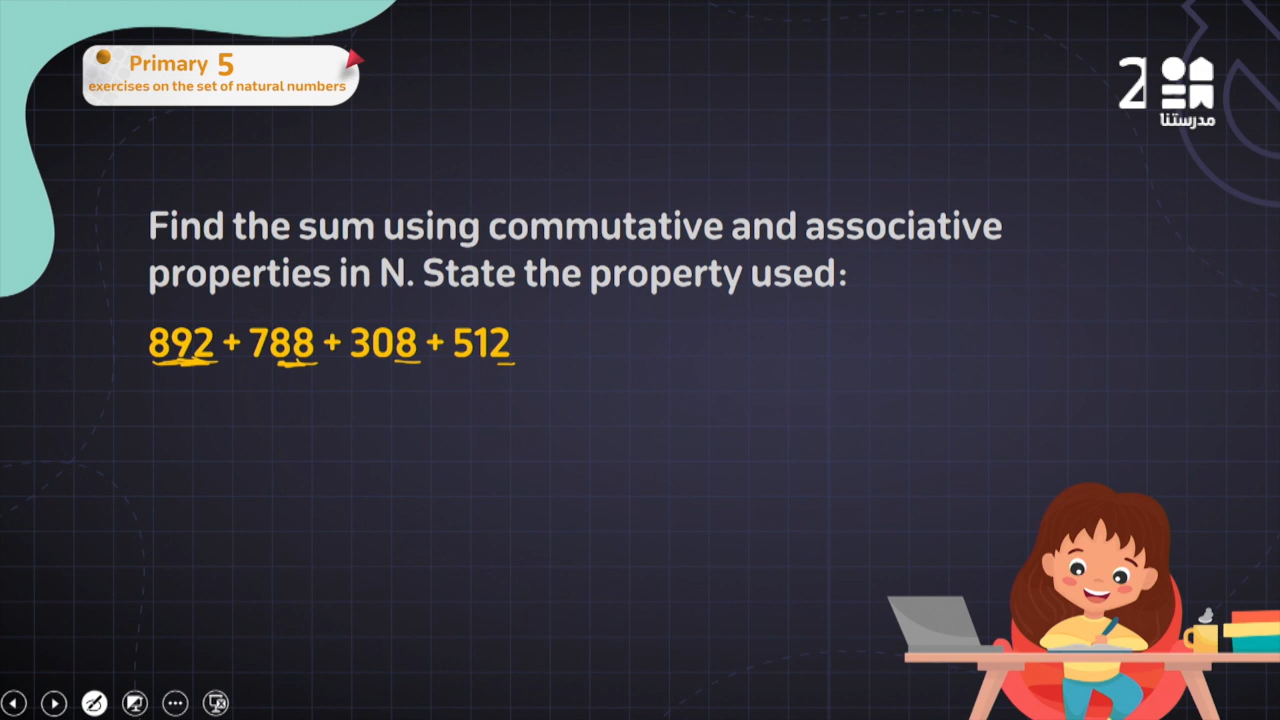 Primary 5
exercises on the set of natural numbers
2
مدرستنا
Find the sum using commutative and associative
properties in N. State the property used:
892 + 788 + 308 + 512